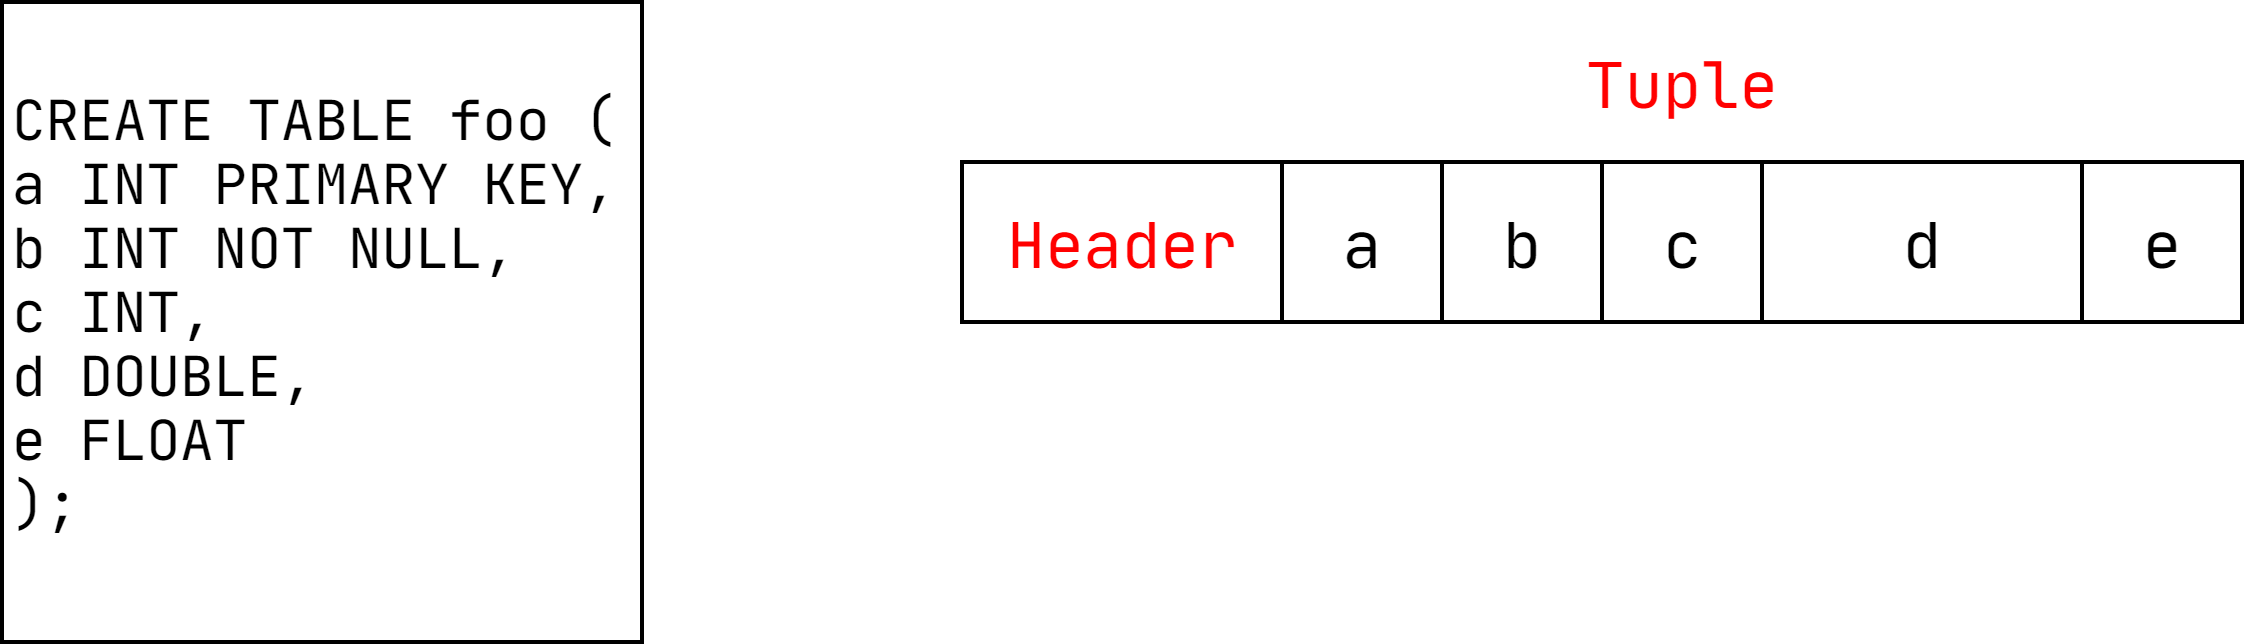 CREATE TABLE foo (
a INT PRIMARY KEY,
b INT NOT NULL,
c INT,
d DOUBLE,
e FLOAT
);
Tuple
Header a b c d e